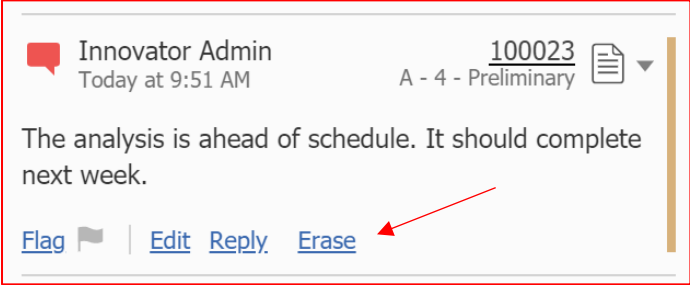 Innovator Admin 100023
Today at 9:51 AM A - 4 - Preliminary
The analysis is ahead of schedule. It should complete
next week.
Flag Edit Reply Erase